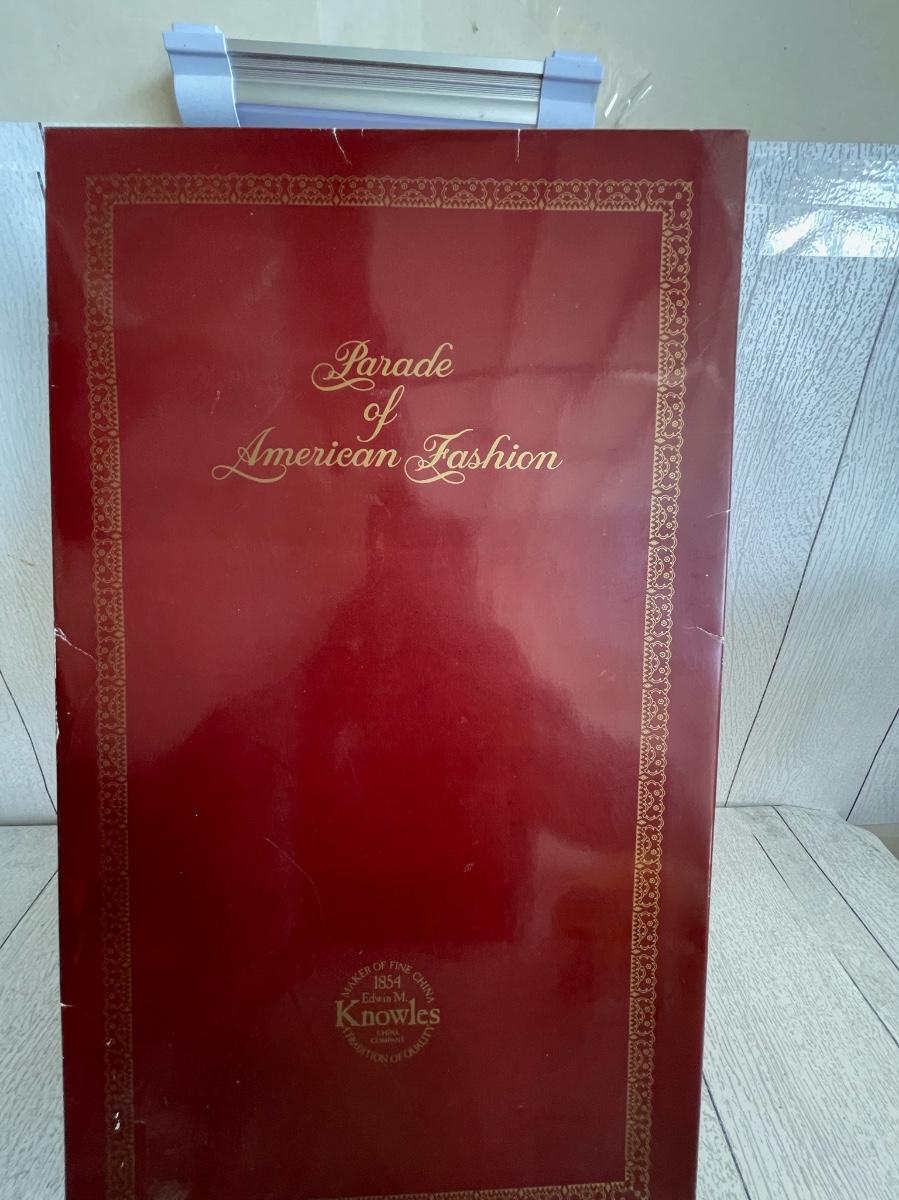 Parade
of
American Fashion
MAKER OF FINE CHINA
1854
Edwin M.
Knowles
CHINA
COMPANY
TRADITION OF QUALITY